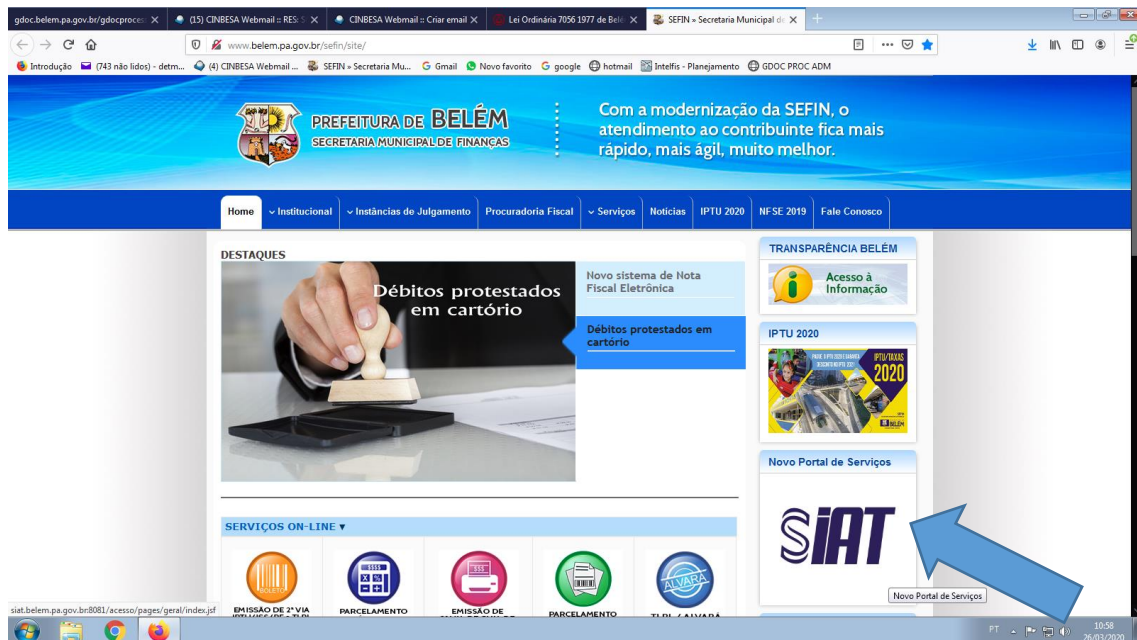 gdoc.belem.pa.gov.br/gdocproces
(15) CINBESA Webmail :: RES: S
CINBESA Webmail :: Criar email
Lei Ordinária 7056 1977 de Belé
SEFIN » Secretaria Municipal de
www.belem.pa.gov.br/sefin/site/
Introdução
(743 não lidos) - detm...
(4) CINBESA Webmail ...
SEFIN » Secretaria Mu...
Gmail
Novo favorito
google
hotmail
Intelfis - Planejamento
GDOC PROC ADM
PREFEITURA DE BELÉM
SECRETARIA MUNICIPAL DE FINANÇAS
Com a modernização da SEFIN, o
atendimento ao contribuinte fica mais
rápido, mais ágil, muito melhor.
Home
Institucional
Instâncias de Julgamento
Procuradoria Fiscal
Serviços
Notícias
IPTU 2020
NFSE 2019
Fale Conosco
DESTAQUES
Débitos protestados
em cartório
Novo sistema de Nota
Fiscal Eletrônica
Débitos protestados em
cartório
TRANSPARÊNCIA BELÉM
Acesso à
Informação
IPTU 2020
IPTU/TAXAS
2020
BELÉM
Novo Portal de Serviços
SIAT
Novo Portal de Serviços
SERVIÇOS ON-LINE ▼
BOLETO
ALVARÁ
EMISSÃO DE 2ª VIA
PARCELAMENTO
EMISSÃO DE
PARCELAMENTO
TLPL / ALVARÁ
siat.belem.pa.gov.br:8081/acesso/pages/geral/index.jsf
PT
10:58
26/03/2020